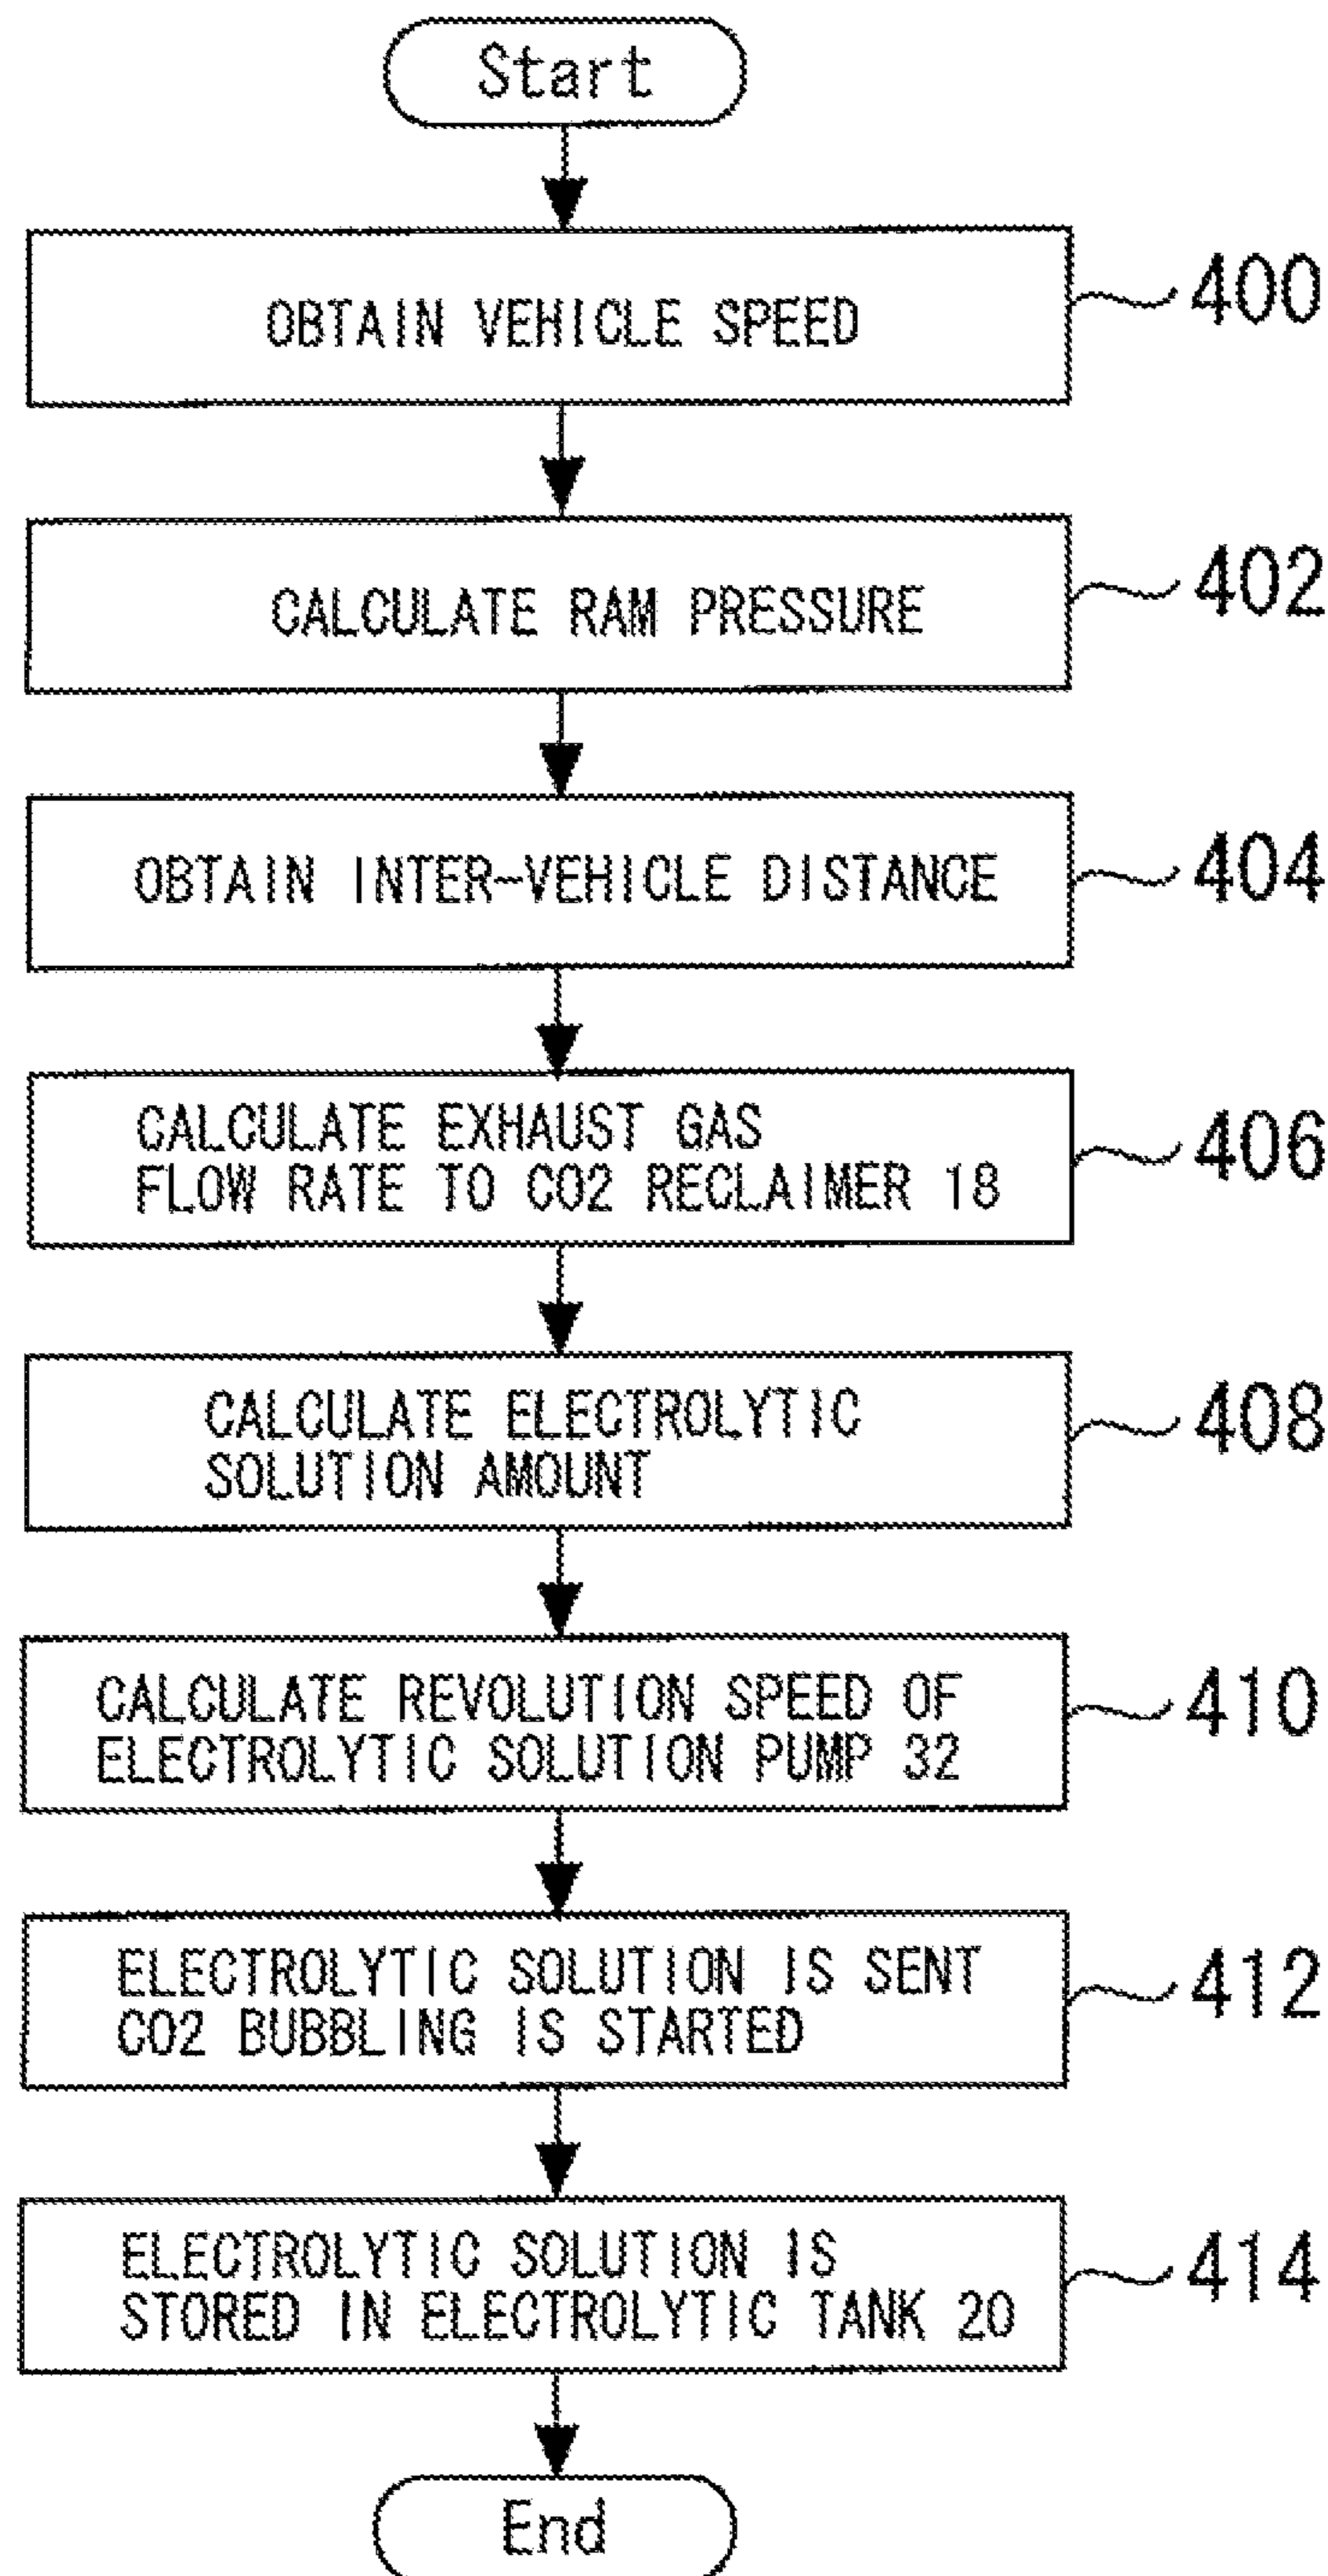 Start
OBTAIN VEHICLE SPEED
400
CALCULATE RAM PRESSURE
402
OBTAIN INTER-VEHICLE DISTANCE
404
CALCULATE EXHAUST GAS
FLOW RATE TO CO2 RECLAIMER 18
406
CALCULATE ELECTROLYTIC
SOLUTION AMOUNT
408
CALCULATE REVOLUTION SPEED OF
ELECTROLYTIC SOLUTION PUMP 32
410
ELECTROLYTIC SOLUTION IS SENT
CO2 BUBBLING IS STARTED
412
ELECTROLYTIC SOLUTION IS
STORED IN ELECTROLYTIC TANK 20
414
End